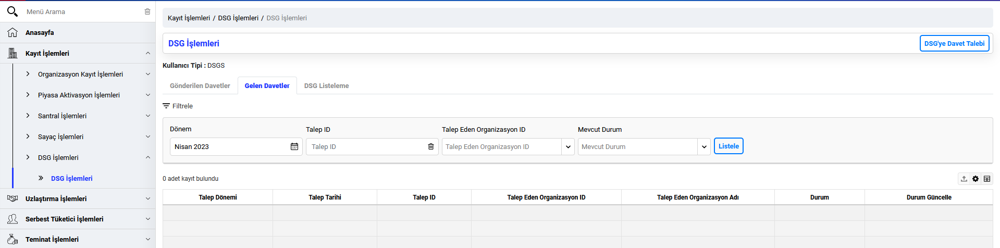 Menü Arama
Anasayfa
Kayıt İşlemleri
Organizasyon Kayıt İşlemleri
Piyasa Aktivasyon İşlemleri
Santral İşlemleri
Sayaç İşlemleri
DSG İşlemleri
DSG İşlemleri
Uzlaştırma İşlemleri
Serbest Tüketici İşlemleri
Teminat İşlemleri
Kayıt İşlemleri / DSG İşlemleri / DSG İşlemleri
DSG İşlemleri
DSG'ye Davet Talebi
Kullanıcı Tipi : DSGS
Gönderilen Davetler Gelen Davetler DSG Listeleme
Filtrele
Dönem Talep ID Talep Eden Organizasyon ID Mevcut Durum
Nisan 2023 Talep ID Talep Eden Organizasyon ID Mevcut Durum Listele
0 adet kayıt bulundu
Talep Dönemi Talep Tarihi Talep ID Talep Eden Organizasyon ID Talep Eden Organizasyon Adı Durum Durum Güncelle